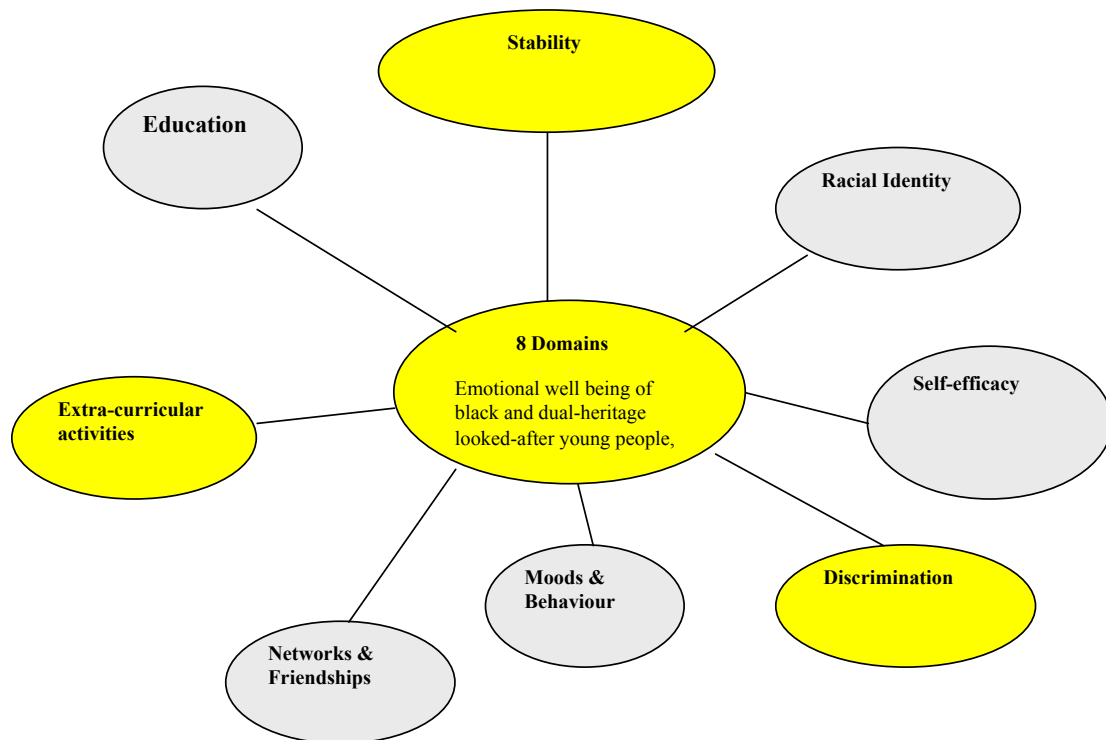 Stability
Education
Racial Identity
8 Domains
Emotional well being of
black and dual-heritage
looked-after young people,
Self-efficacy
Extra-curricular
activities
Moods &
Behaviour
Discrimination
Networks &
Friendships